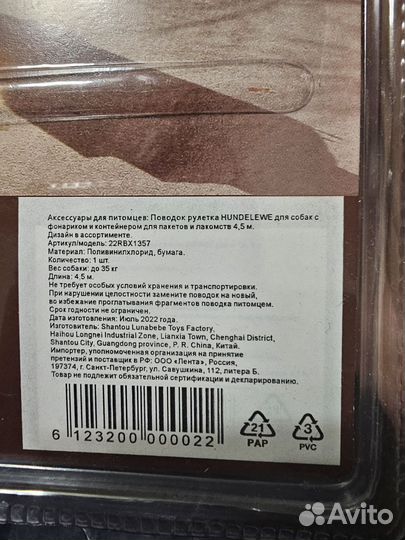 Аксессуары для питомцев: Поводок рулетка HUNDELEWE для собак с
фонариком и контейнером для пакетов и лакомств 4,5 м.
Дизайн в ассортименте.
Артикул/модель: 22RBX1357
Материал: Поливинилхлорид, бумага.
Количество: 1 шт.
Вес собаки: до 35 кг
Длина: 4,5 м.
Не требует особых условий хранения и транспортировки.
При нарушении целостности замените поводок на новый,
во избежание проглатывания фрагментов поводка питомцем.
Срок годности не ограничен.
Дата изготовления: Июль 2022 года.
Изготовитель: Shantou Lunabebe Toys Factory,
Haihou Longnei Industrial Zone, Lianxia Town, Chenghai District,
Shantou City, Guangdong province, P. R. China, Китай.
Импортер, уполномоченная организация на принятие
претензий и поставщик в РФ: ООО «Лента», Россия,
197374, г. Санкт-Петербург, ул. Савушкина, 112, литера Б.
Товар не подлежит обязательной сертификации и декларированию.
6 123200 000022
21
PAP
3
PVC
Avito